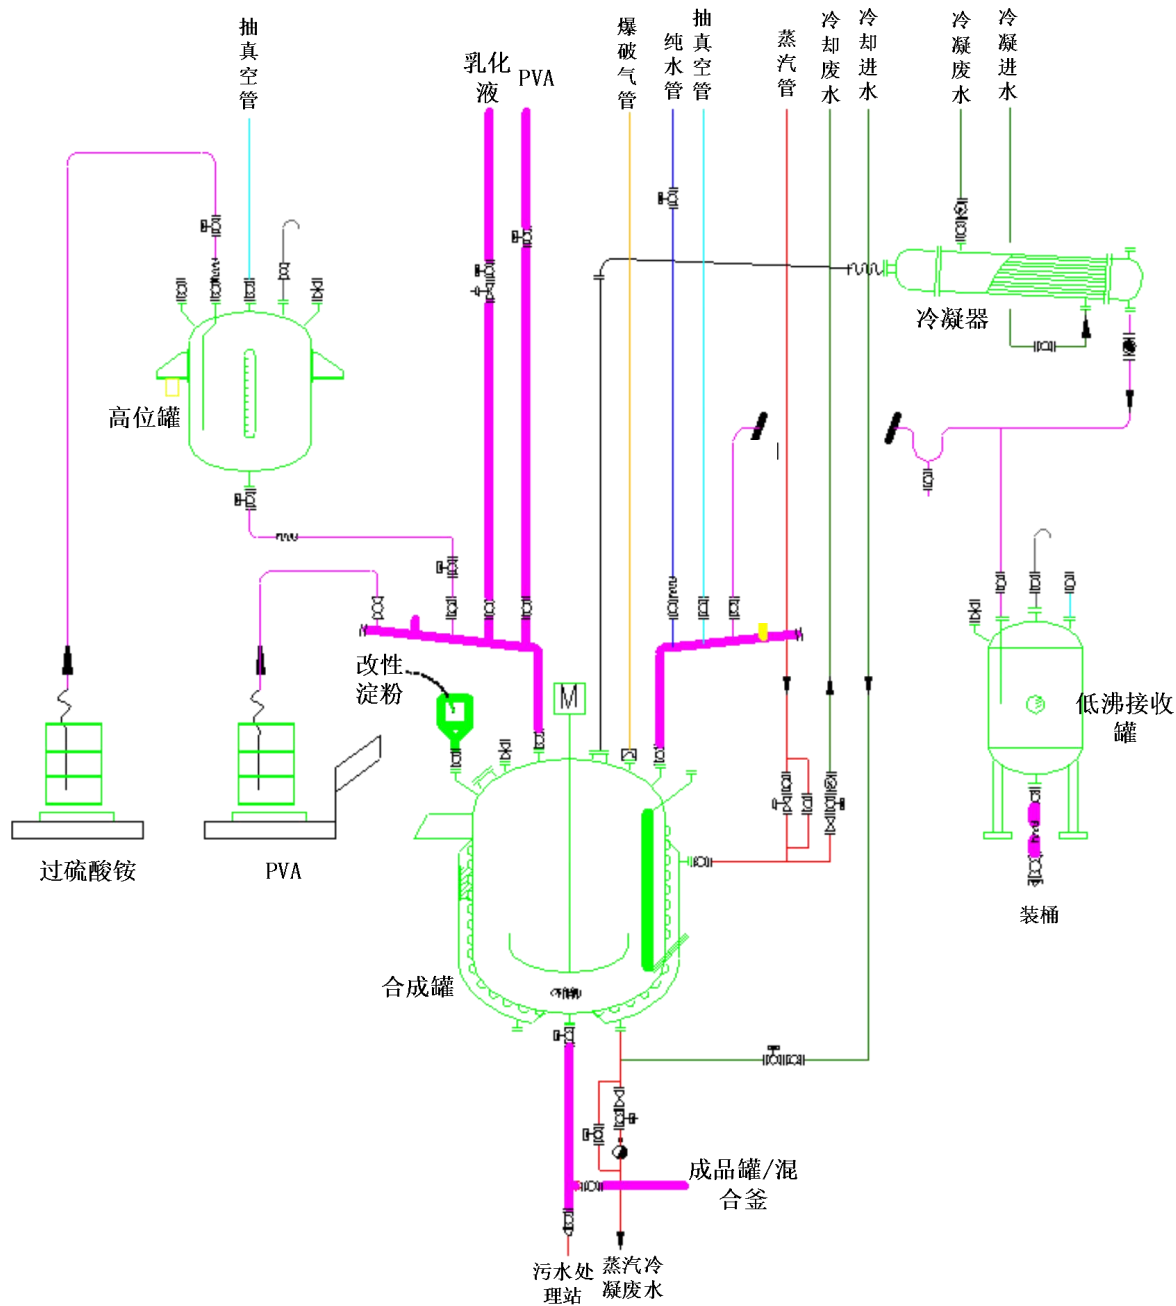 抽真空管
乳化
液
PVA
爆破气管
纯水管
抽真空管
蒸汽管
冷却废水
冷却进水
冷凝废水
冷凝进水
冷凝器
高位罐
改性
淀粉
M
低沸接收
罐
过硫酸铵
PVA
装桶
合成罐
成品罐/混
合釜
污水处
理站
蒸汽冷
凝废水